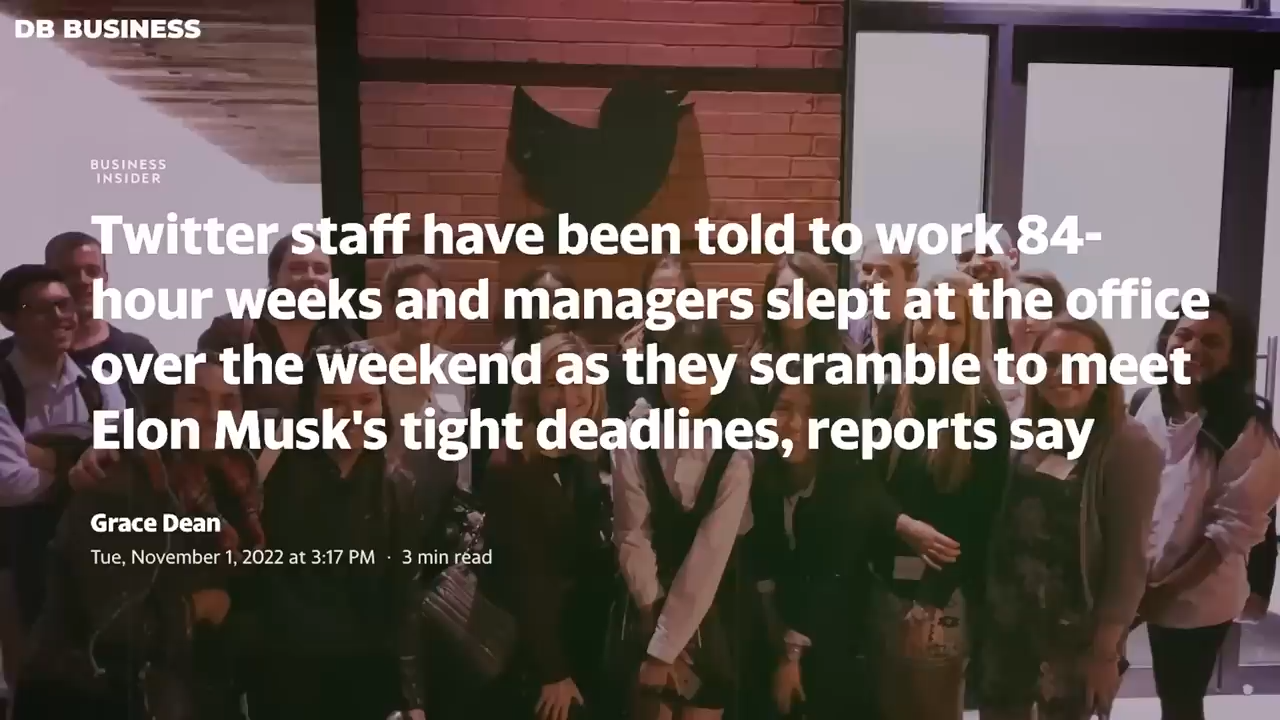 DB BUSINESS
BUSINESS
INSIDER
Twitter staff have been told to work 84-
hour weeks and managers slept at the office
over the weekend as they scramble to meet
Elon Musk's tight deadlines, reports say
Grace Dean
Tue, November 1, 2022 at 3:17 PM · 3 min read